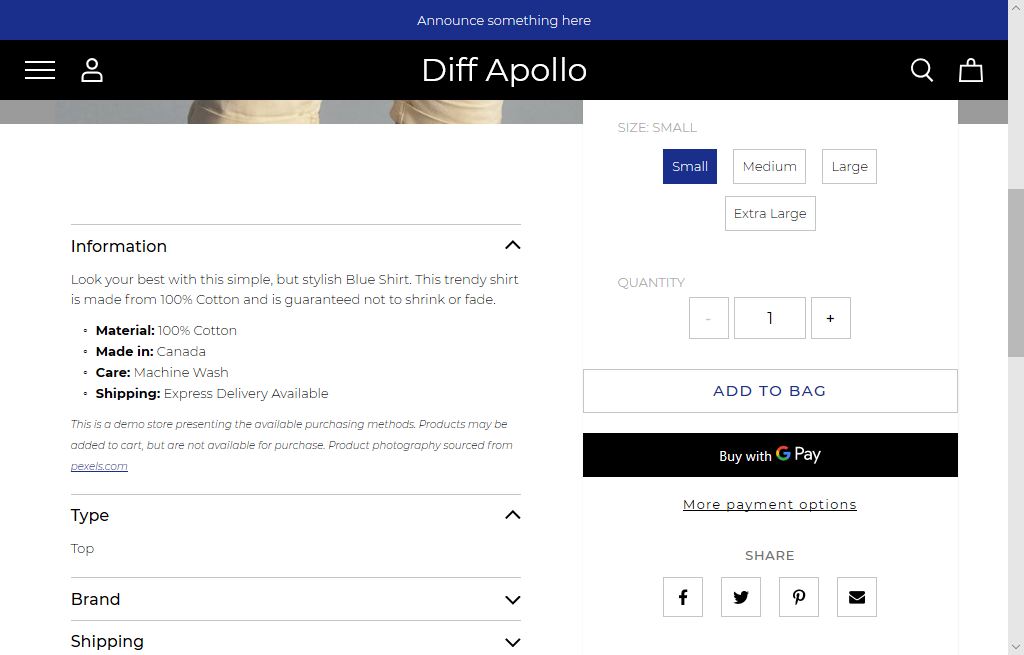 Announce something here
Diff Apollo
SIZE: SMALL
Small
Medium
Large
Extra Large
QUANTITY
-
1
+
ADD TO BAG
Buy with G Pay
More payment options
SHARE
Information
Look your best with this simple, but stylish Blue Shirt. This trendy shirt
is made from 100% Cotton and is guaranteed not to shrink or fade.
Material: 100% Cotton
Made in: Canada
Care: Machine Wash
Shipping: Express Delivery Available
This is a demo store presenting the available purchasing methods. Products may be
added to cart, but are not available for purchase. Product photography sourced from
pexels.com
Type
Top
Brand
Shipping